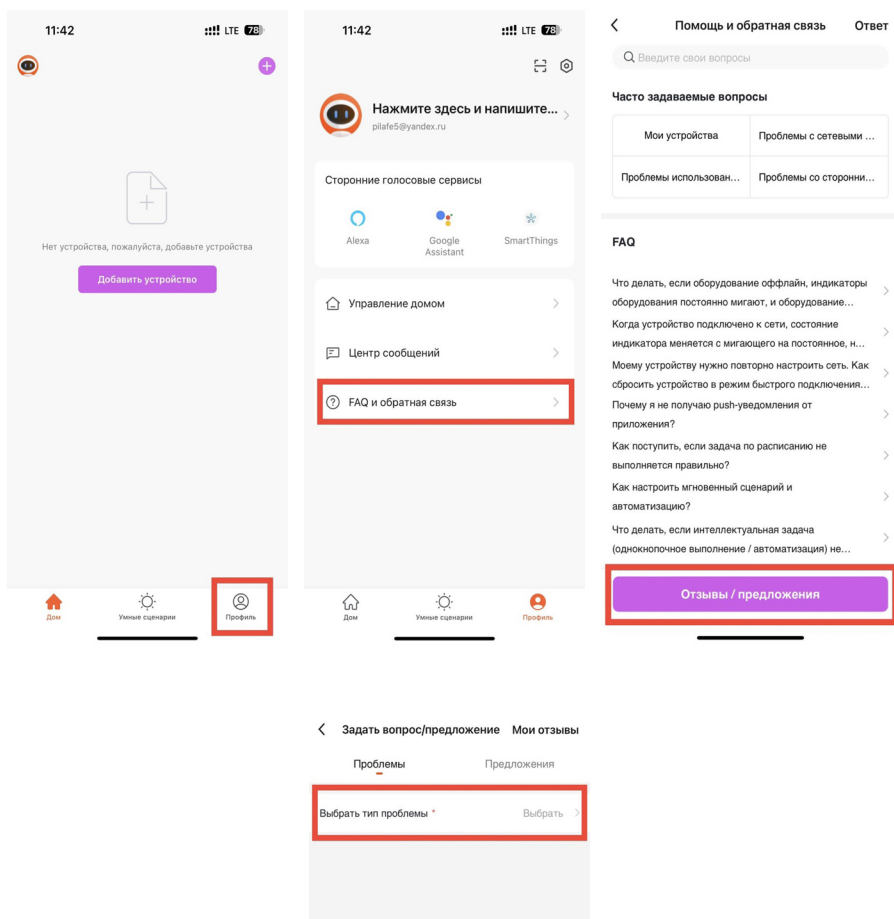 11:42
LTE 78
Нет устройства, пожалуйста, добавьте устройства
Добавить устройство
Дом
Умные сценарии
Профиль
11:42
LTE 78
Нажмите здесь и напишите...
pilafe5@yandex.ru
Сторонние голосовые сервисы
Alexa
Google
Assistant
SmartThings
Управление домом
Центр сообщений
FAQ и обратная связь
Дом
Умные сценарии
Профиль
Помощь и обратная связь Ответ
Введите свои вопросы
Часто задаваемые вопросы
Мои устройства
Проблемы с сетевыми ...
Проблемы использован...
Проблемы со сторонни...
FAQ
Что делать, если оборудование оффлайн, индикаторы
оборудования постоянно мигают, и оборудование...
Когда устройство подключено к сети, состояние
индикатора меняется с мигающего на постоянное, н...
Моему устройству нужно повторно настроить сеть. Как
сбросить устройство в режим быстрого подключения...
Почему я не получаю push-уведомления от
приложения?
Как поступить, если задача по расписанию не
выполняется правильно?
Как настроить мгновенный сценарий и
автоматизацию?
Что делать, если интеллектуальная задача
(однокнопочное выполнение / автоматизация) не...
Отзывы / предложения
Задать вопрос/предложение Мои отзывы
Проблемы Предложения
Выбрать тип проблемы * Выбрать